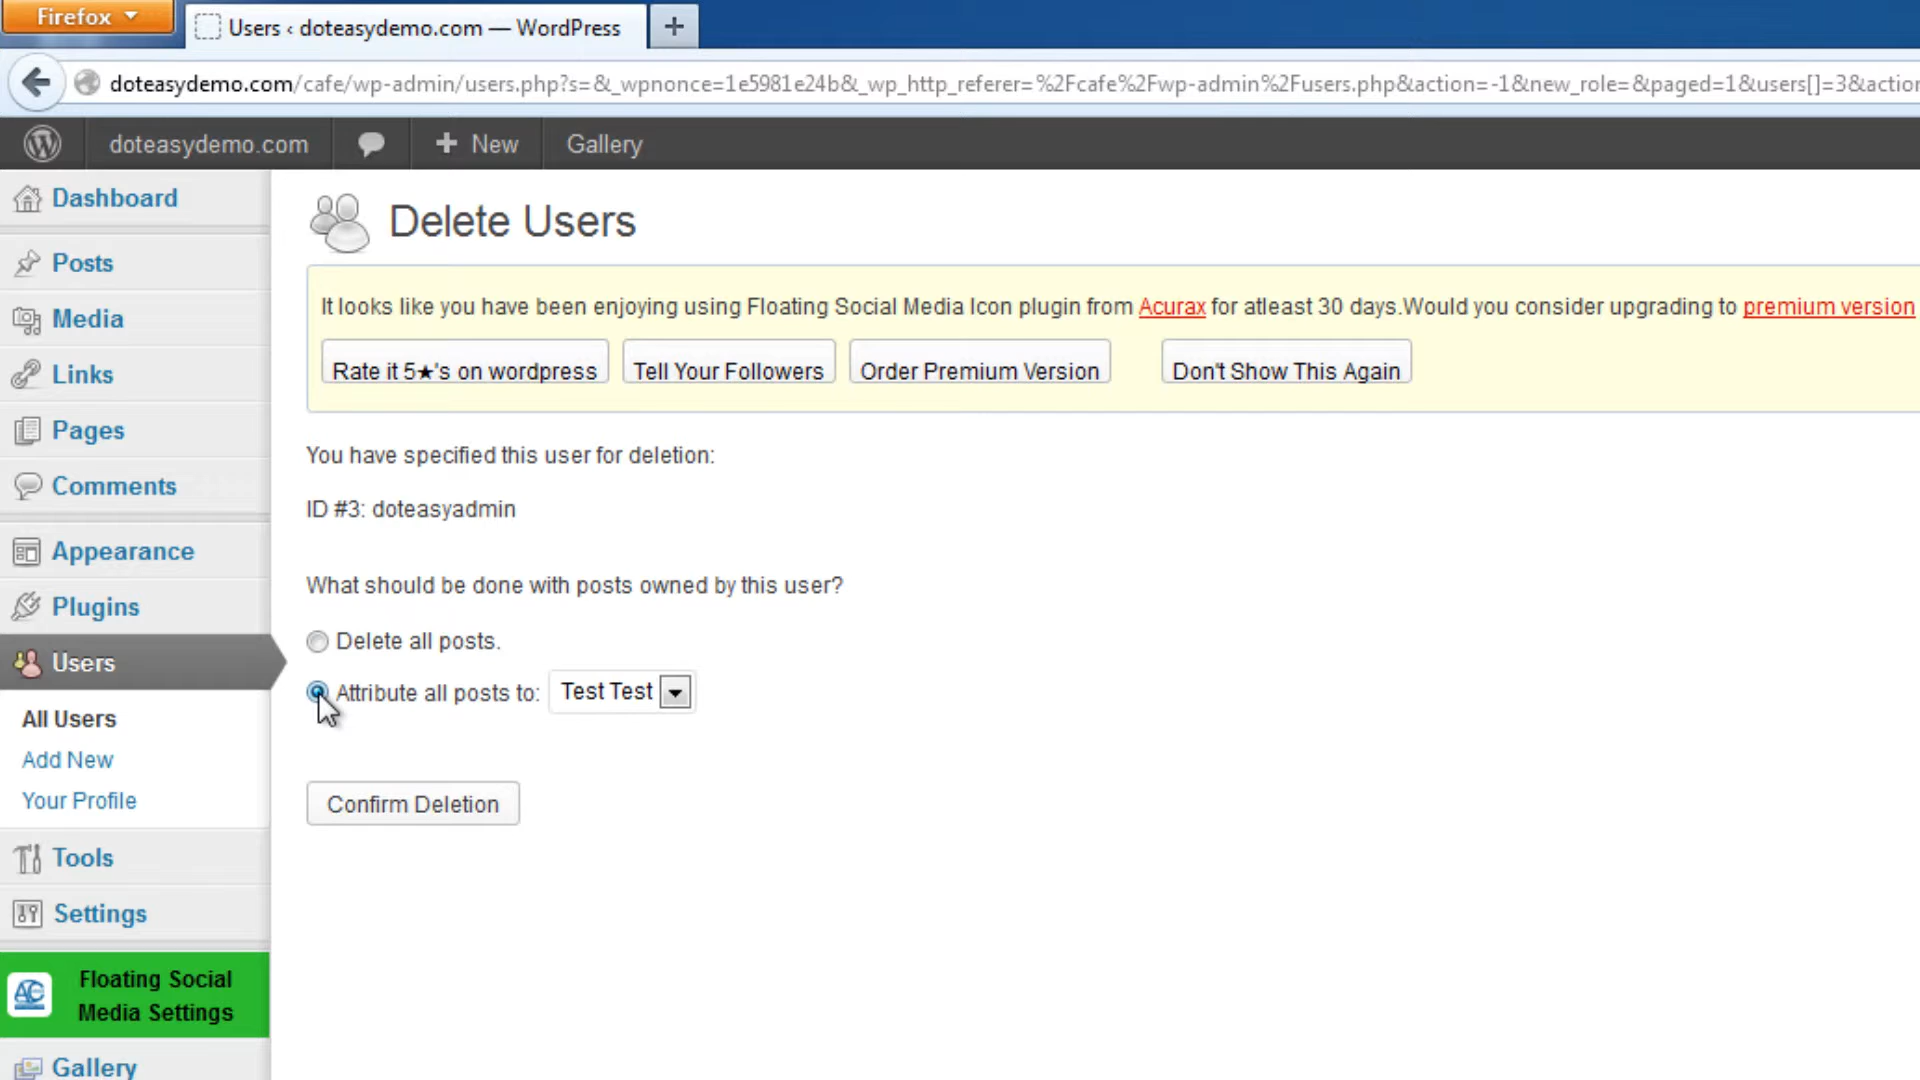 Firefox
Users ‹ doteasydemo.com — WordPress
doteasydemo.com/cafe/wp-admin/users.php?s=&_wpnonce=1e5981e24b&_wp_http_referer=%2Fcafe%2Fwp-admin%2Fusers.php&action=-1&new_role=&paged=1&users[]=3&action
doteasydemo.com
+ New
Gallery
Dashboard
Posts
Media
Links
Pages
Comments
Appearance
Plugins
Users
All Users
Add New
Your Profile
Tools
Settings
Floating Social
Media Settings
Gallery
Delete Users
It looks like you have been enjoying using Floating Social Media Icon plugin from Acurax for atleast 30 days.Would you consider upgrading to premium version
Rate it 5★'s on wordpress
Tell Your Followers
Order Premium Version
Don't Show This Again
You have specified this user for deletion:
ID #3: doteasyadmin
What should be done with posts owned by this user?
Delete all posts.
Attribute all posts to: Test Test
Confirm Deletion